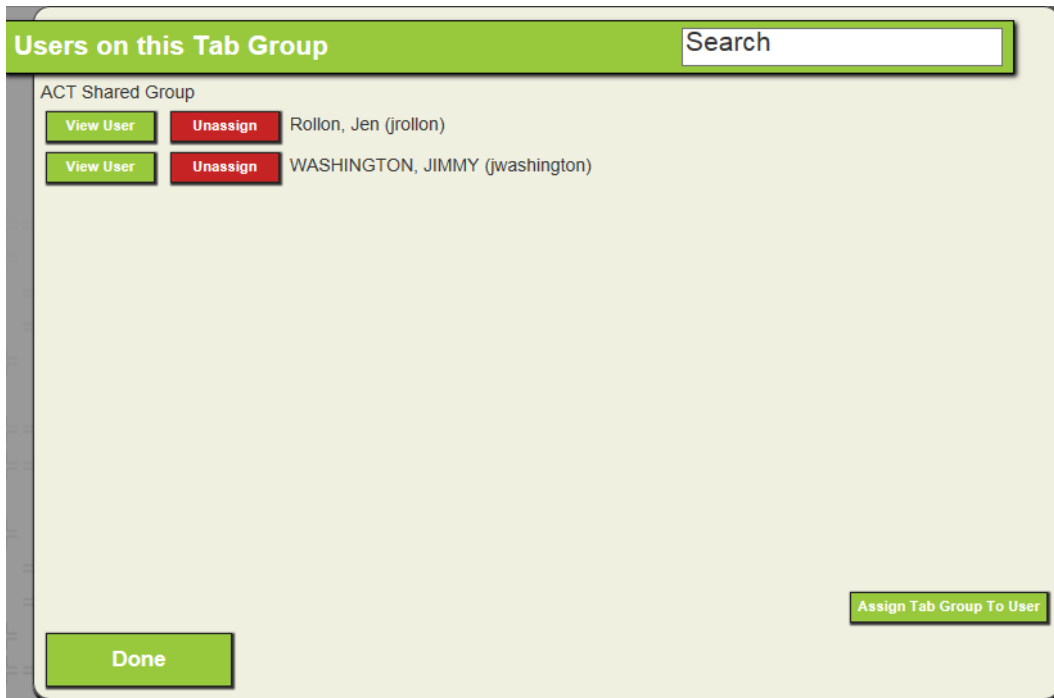 Users on this Tab Group
Search
ACT Shared Group
View User Unassign Rollon, Jen (jrollon)
View User Unassign WASHINGTON, JIMMY (jwashington)
Assign Tab Group To User
Done